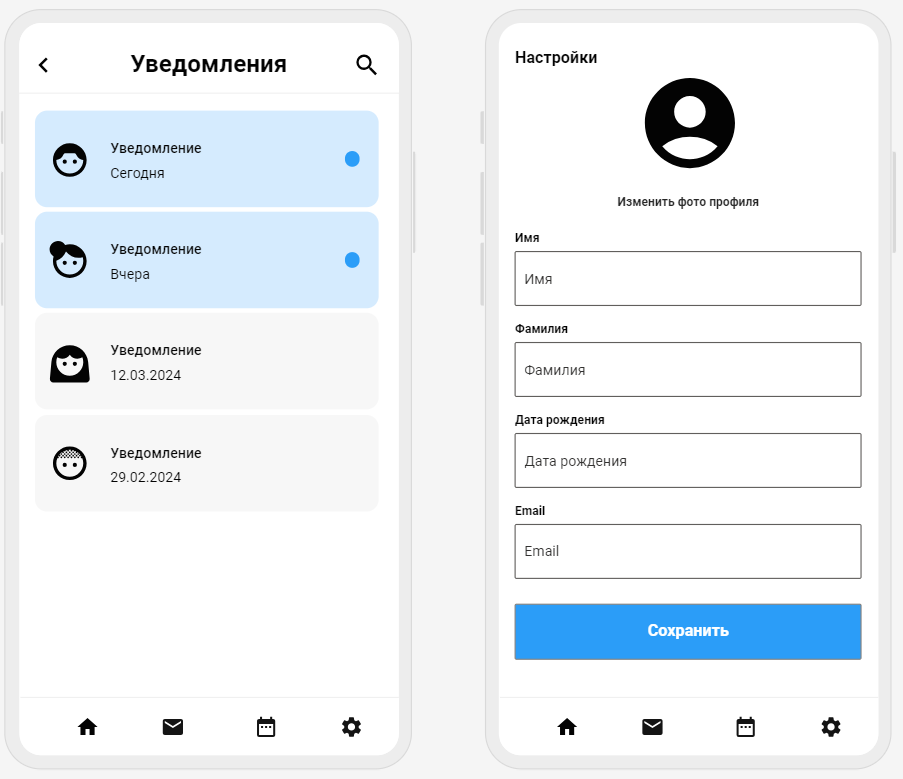 Уведомления
Уведомление
Сегодня
Уведомление
Вчера
Уведомление
12.03.2024
Уведомление
29.02.2024
Настройки
Изменить фото профиля
Имя
Имя
Фамилия
Фамилия
Дата рождения
Дата рождения
Email
Email
Сохранить